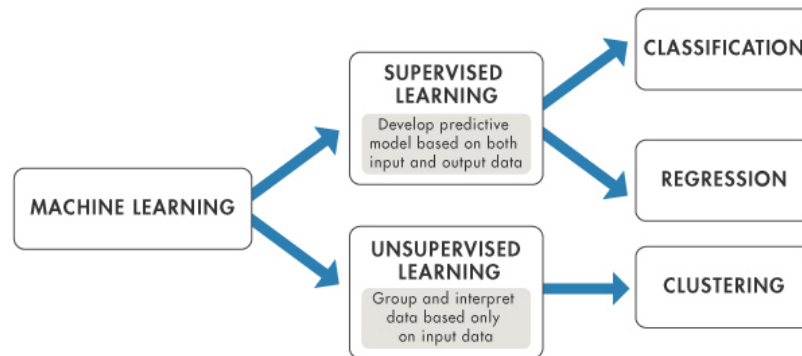 MACHINE LEARNING
SUPERVISED
LEARNING
Develop predictive
model based on both
input and output data
UNSUPERVISED
LEARNING
Group and interpret
data based only
on input data
CLASSIFICATION
REGRESSION
CLUSTERING